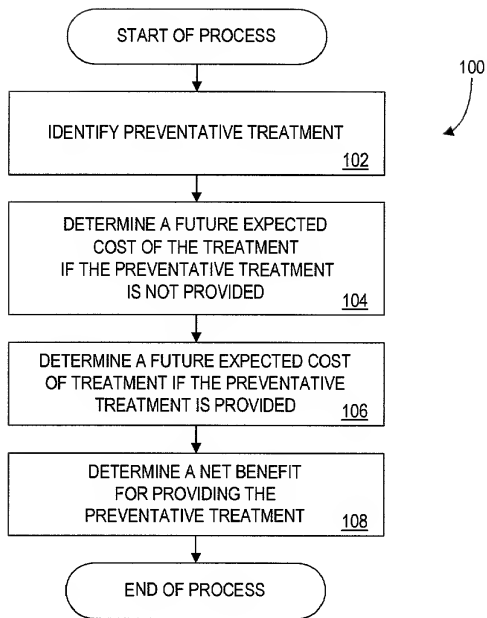 START OF PROCESS
100
IDENTIFY PREVENTATIVE TREATMENT
102
DETERMINE A FUTURE EXPECTED
COST OF THE TREATMENT
IF THE PREVENTATIVE TREATMENT
IS NOT PROVIDED
104
DETERMINE A FUTURE EXPECTED COST
OF TREATMENT IF THE PREVENTATIVE
TREATMENT IS PROVIDED
106
DETERMINE A NET BENEFIT
FOR PROVIDING THE
PREVENTATIVE TREATMENT
108
END OF PROCESS